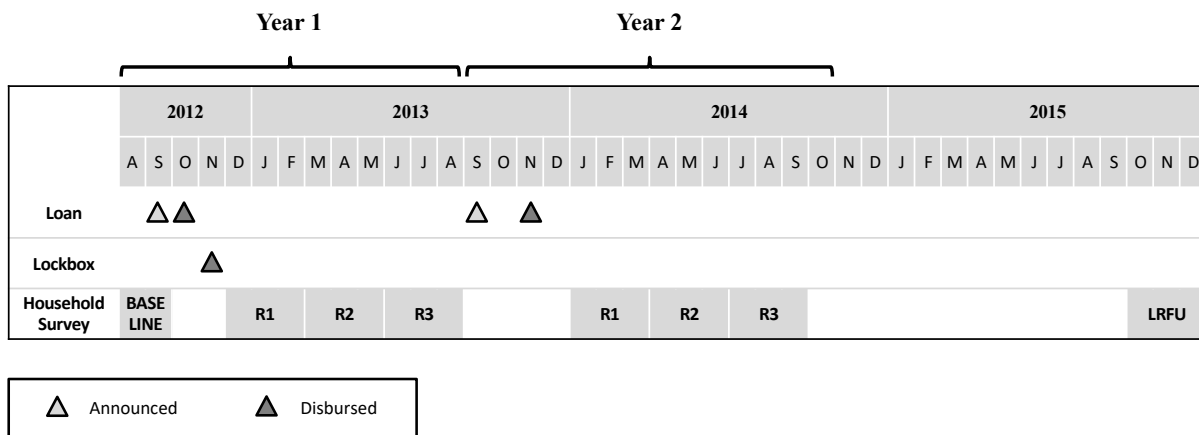 Year 1 Year 2
2012 2013 2014 2015
A S O N D J F M A M J J A S O N D J F M A M J J A S O N D J F M A M J J A S O N D
Loan
Lockbox
Household Survey BASE LINE R1 R2 R3 R1 R2 R3 LRFU
Announced Disbursed